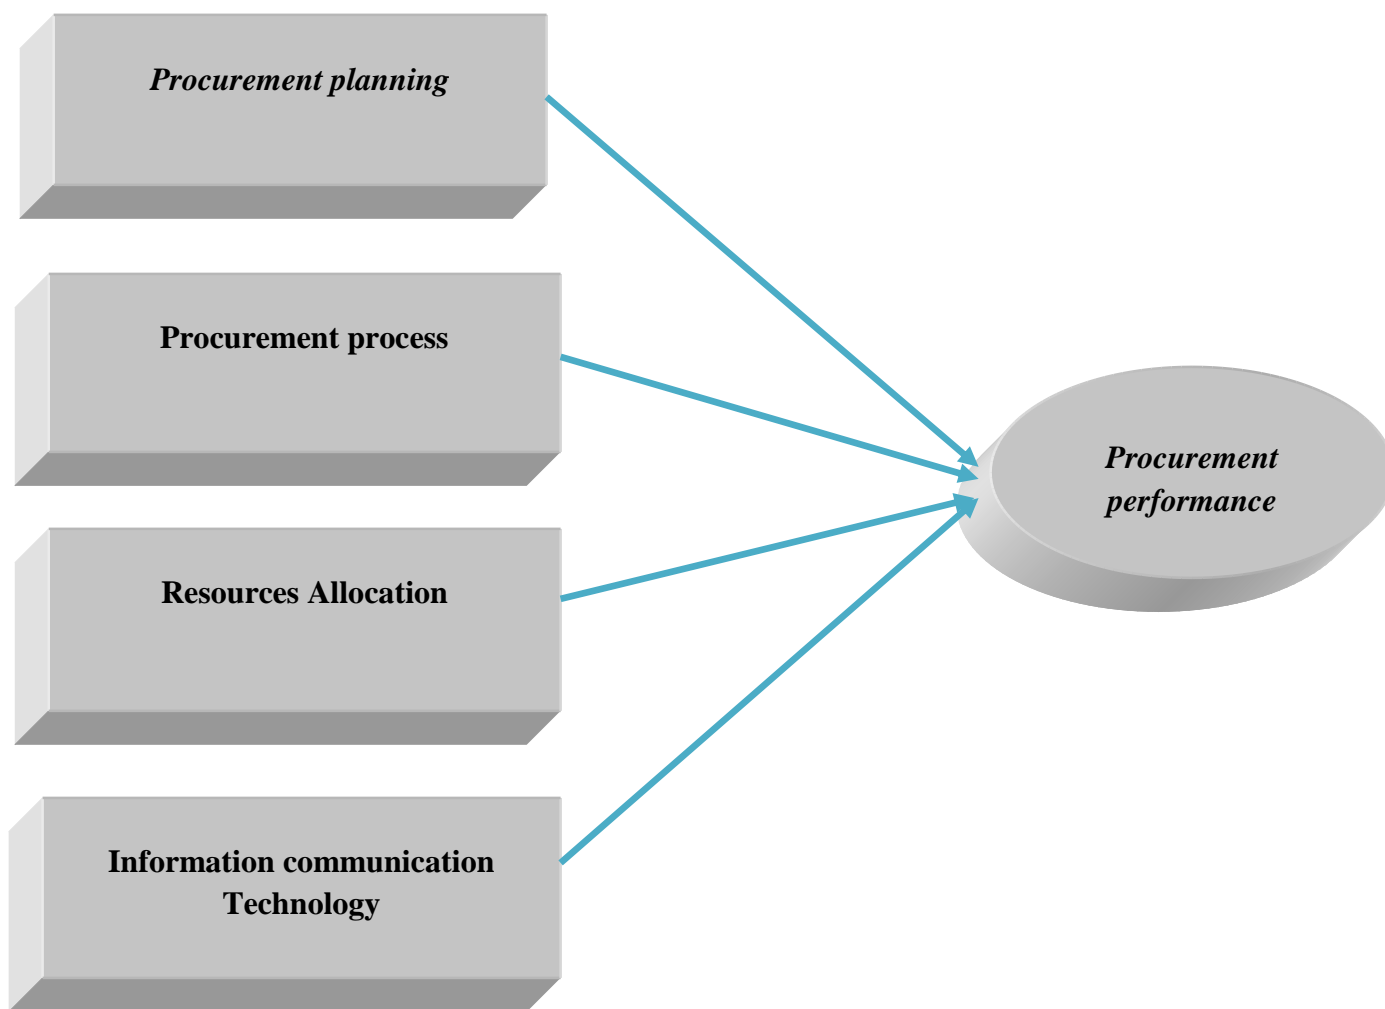 Procurement planning
Procurement process
Procurement
performance
Resources Allocation
Information communication
Technology